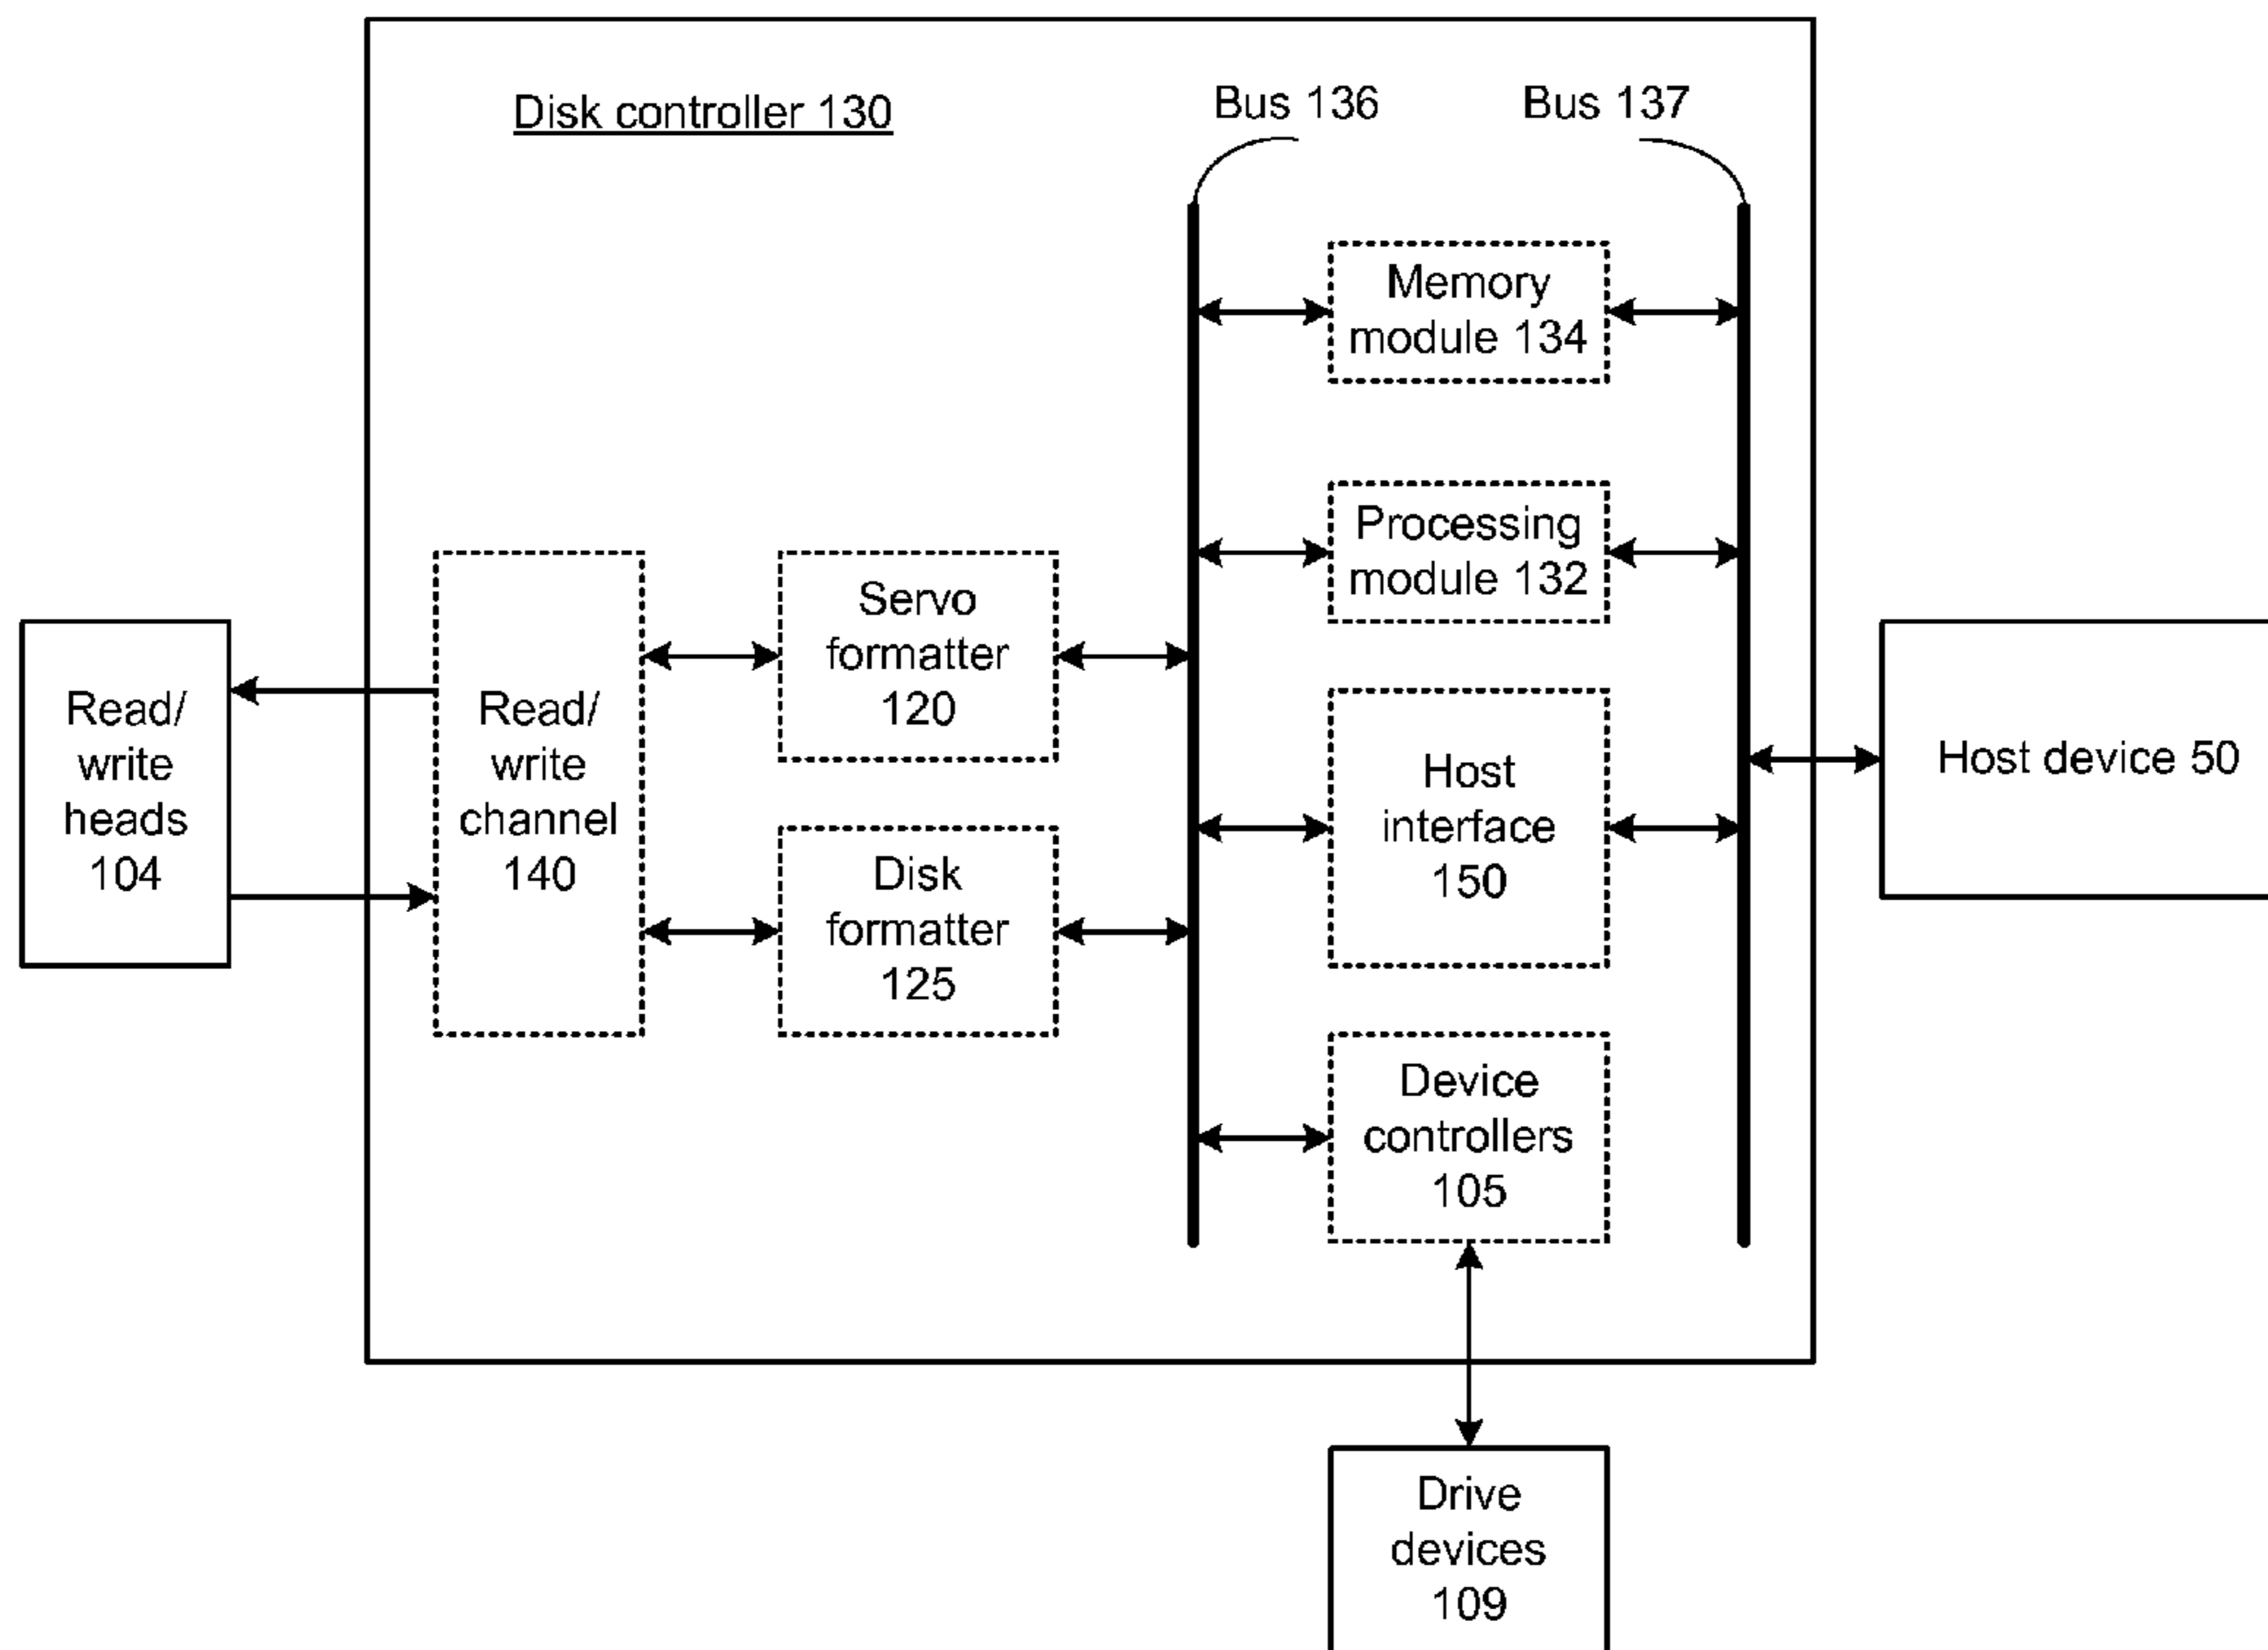 Disk controller 130
Bus 136
Bus 137
Memory
module 134
Processing
module 132
Servo
formatter
120
Read/
write
heads
104
Read/
write
channel
140
Host
interface
150
Host device 50
Disk
formatter
125
Device
controllers
105
Drive
devices
109